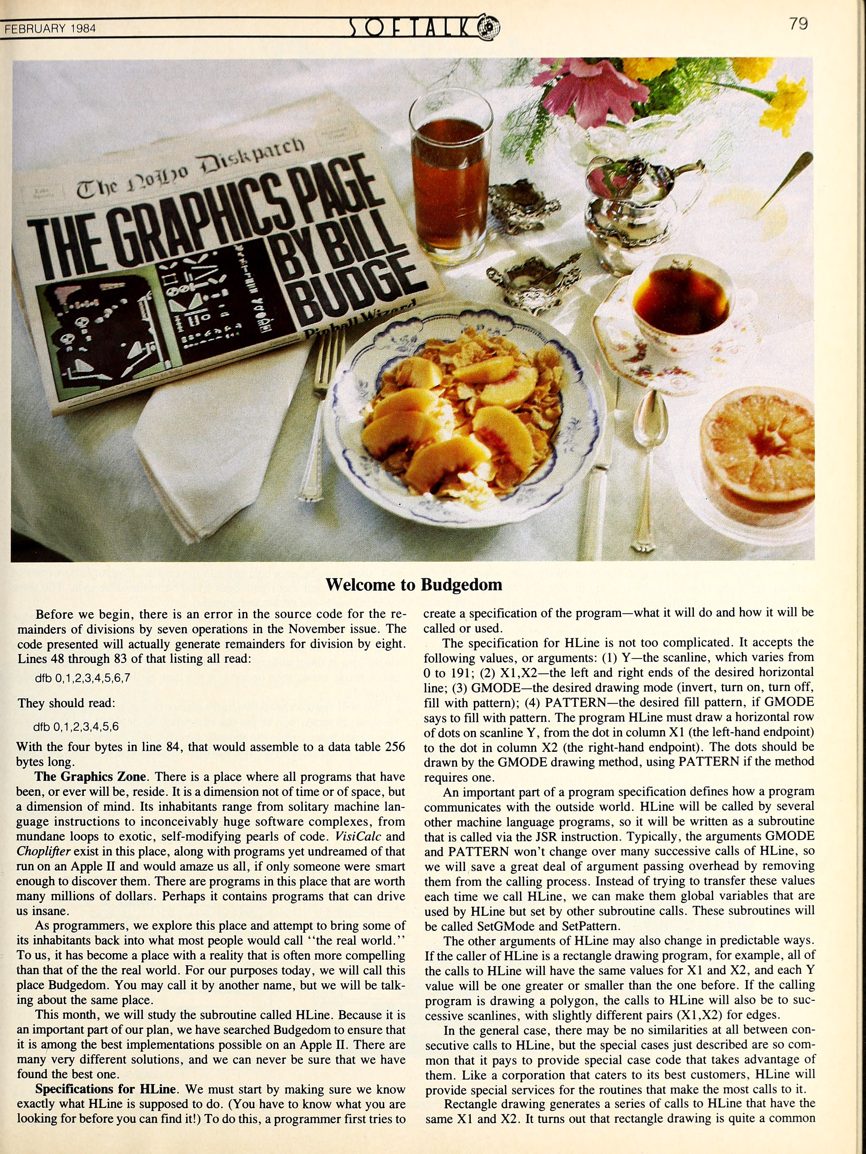 FEBRUARY 1984
SOFTALK
79
The NoHo Diskpatch
THE GRAPHICS PAGE
BY BILL
BUDGE
Pinball Wizard
Welcome to Budgedom
Before we begin, there is an error in the source code for the re-
mainders of divisions by seven operations in the November issue. The
code presented will actually generate remainders for division by eight.
Lines 48 through 83 of that listing all read:
dfb 0,1,2,3,4,5,6,7
They should read:
dfb 0,1,2,3,4,5,6
With the four bytes in line 84, that would assemble to a data table 256
bytes long.
The Graphics Zone. There is a place where all programs that have
been, or ever will be, reside. It is a dimension not of time or of space, but
a dimension of mind. Its inhabitants range from solitary machine lan-
guage instructions to inconceivably huge software complexes, from
mundane loops to exotic, self-modifying pearls of code. VisiCalc and
Choplifter exist in this place, along with programs yet undreamed of that
run on an Apple II and would amaze us all, if only someone were smart
enough to discover them. There are programs in this place that are worth
many millions of dollars. Perhaps it contains programs that can drive
us insane.
As programmers, we explore this place and attempt to bring some of
its inhabitants back into what most people would call ‘‘the real world.’’
To us, it has become a place with a reality that is often more compelling
than that of the the real world. For our purposes today, we will call this
place Budgedom. You may call it by another name, but we will be talk-
ing about the same place.
This month, we will study the subroutine called HLine. Because it is
an important part of our plan, we have searched Budgedom to ensure that
it is among the best implementations possible on an Apple II. There are
many very different solutions, and we can never be sure that we have
found the best one.
Specifications for HLine. We must start by making sure we know
exactly what HLine is supposed to do. (You have to know what you are
looking for before you can find it!) To do this, a programmer first tries to
create a specification of the program—what it will do and how it will be
called or used.
The specification for HLine is not too complicated. It accepts the
following values, or arguments: (1) Y—the scanline, which varies from
0 to 191; (2) X1,X2—the left and right ends of the desired horizontal
line; (3) GMODE—the desired drawing mode (invert, turn on, turn off,
fill with pattern); (4) PATTERN—the desired fill pattern, if GMODE
says to fill with pattern. The program HLine must draw a horizontal row
of dots on scanline Y, from the dot in column X1 (the left-hand endpoint)
to the dot in column X2 (the right-hand endpoint). The dots should be
drawn by the GMODE drawing method, using PATTERN if the method
requires one.
An important part of a program specification defines how a program
communicates with the outside world. HLine will be called by several
other machine language programs, so it will be written as a subroutine
that is called via the JSR instruction. Typically, the arguments GMODE
and PATTERN won't change over many successive calls of HLine, so
we will save a great deal of argument passing overhead by removing
them from the calling process. Instead of trying to transfer these values
each time we call HLine, we can make them global variables that are
used by HLine but set by other subroutine calls. These subroutines will
be called SetGMode and SetPattern.
The other arguments of HLine may also change in predictable ways.
If the caller of HLine is a rectangle drawing program, for example, all of
the calls to HLine will have the same values for X1 and X2, and each Y
value will be one greater or smaller than the one before. If the calling
program is drawing a polygon, the calls to HLine will also be to suc-
cessive scanlines, with slightly different pairs (X1,X2) for edges.
In the general case, there may be no similarities at all between con-
secutive calls to HLine, but the special cases just described are so com-
mon that it pays to provide special case code that takes advantage of
them. Like a corporation that caters to its best customers, HLine will
provide special services for the routines that make the most calls to it.
Rectangle drawing generates a series of calls to HLine that have the
same X1 and X2. It turns out that rectangle drawing is quite a common